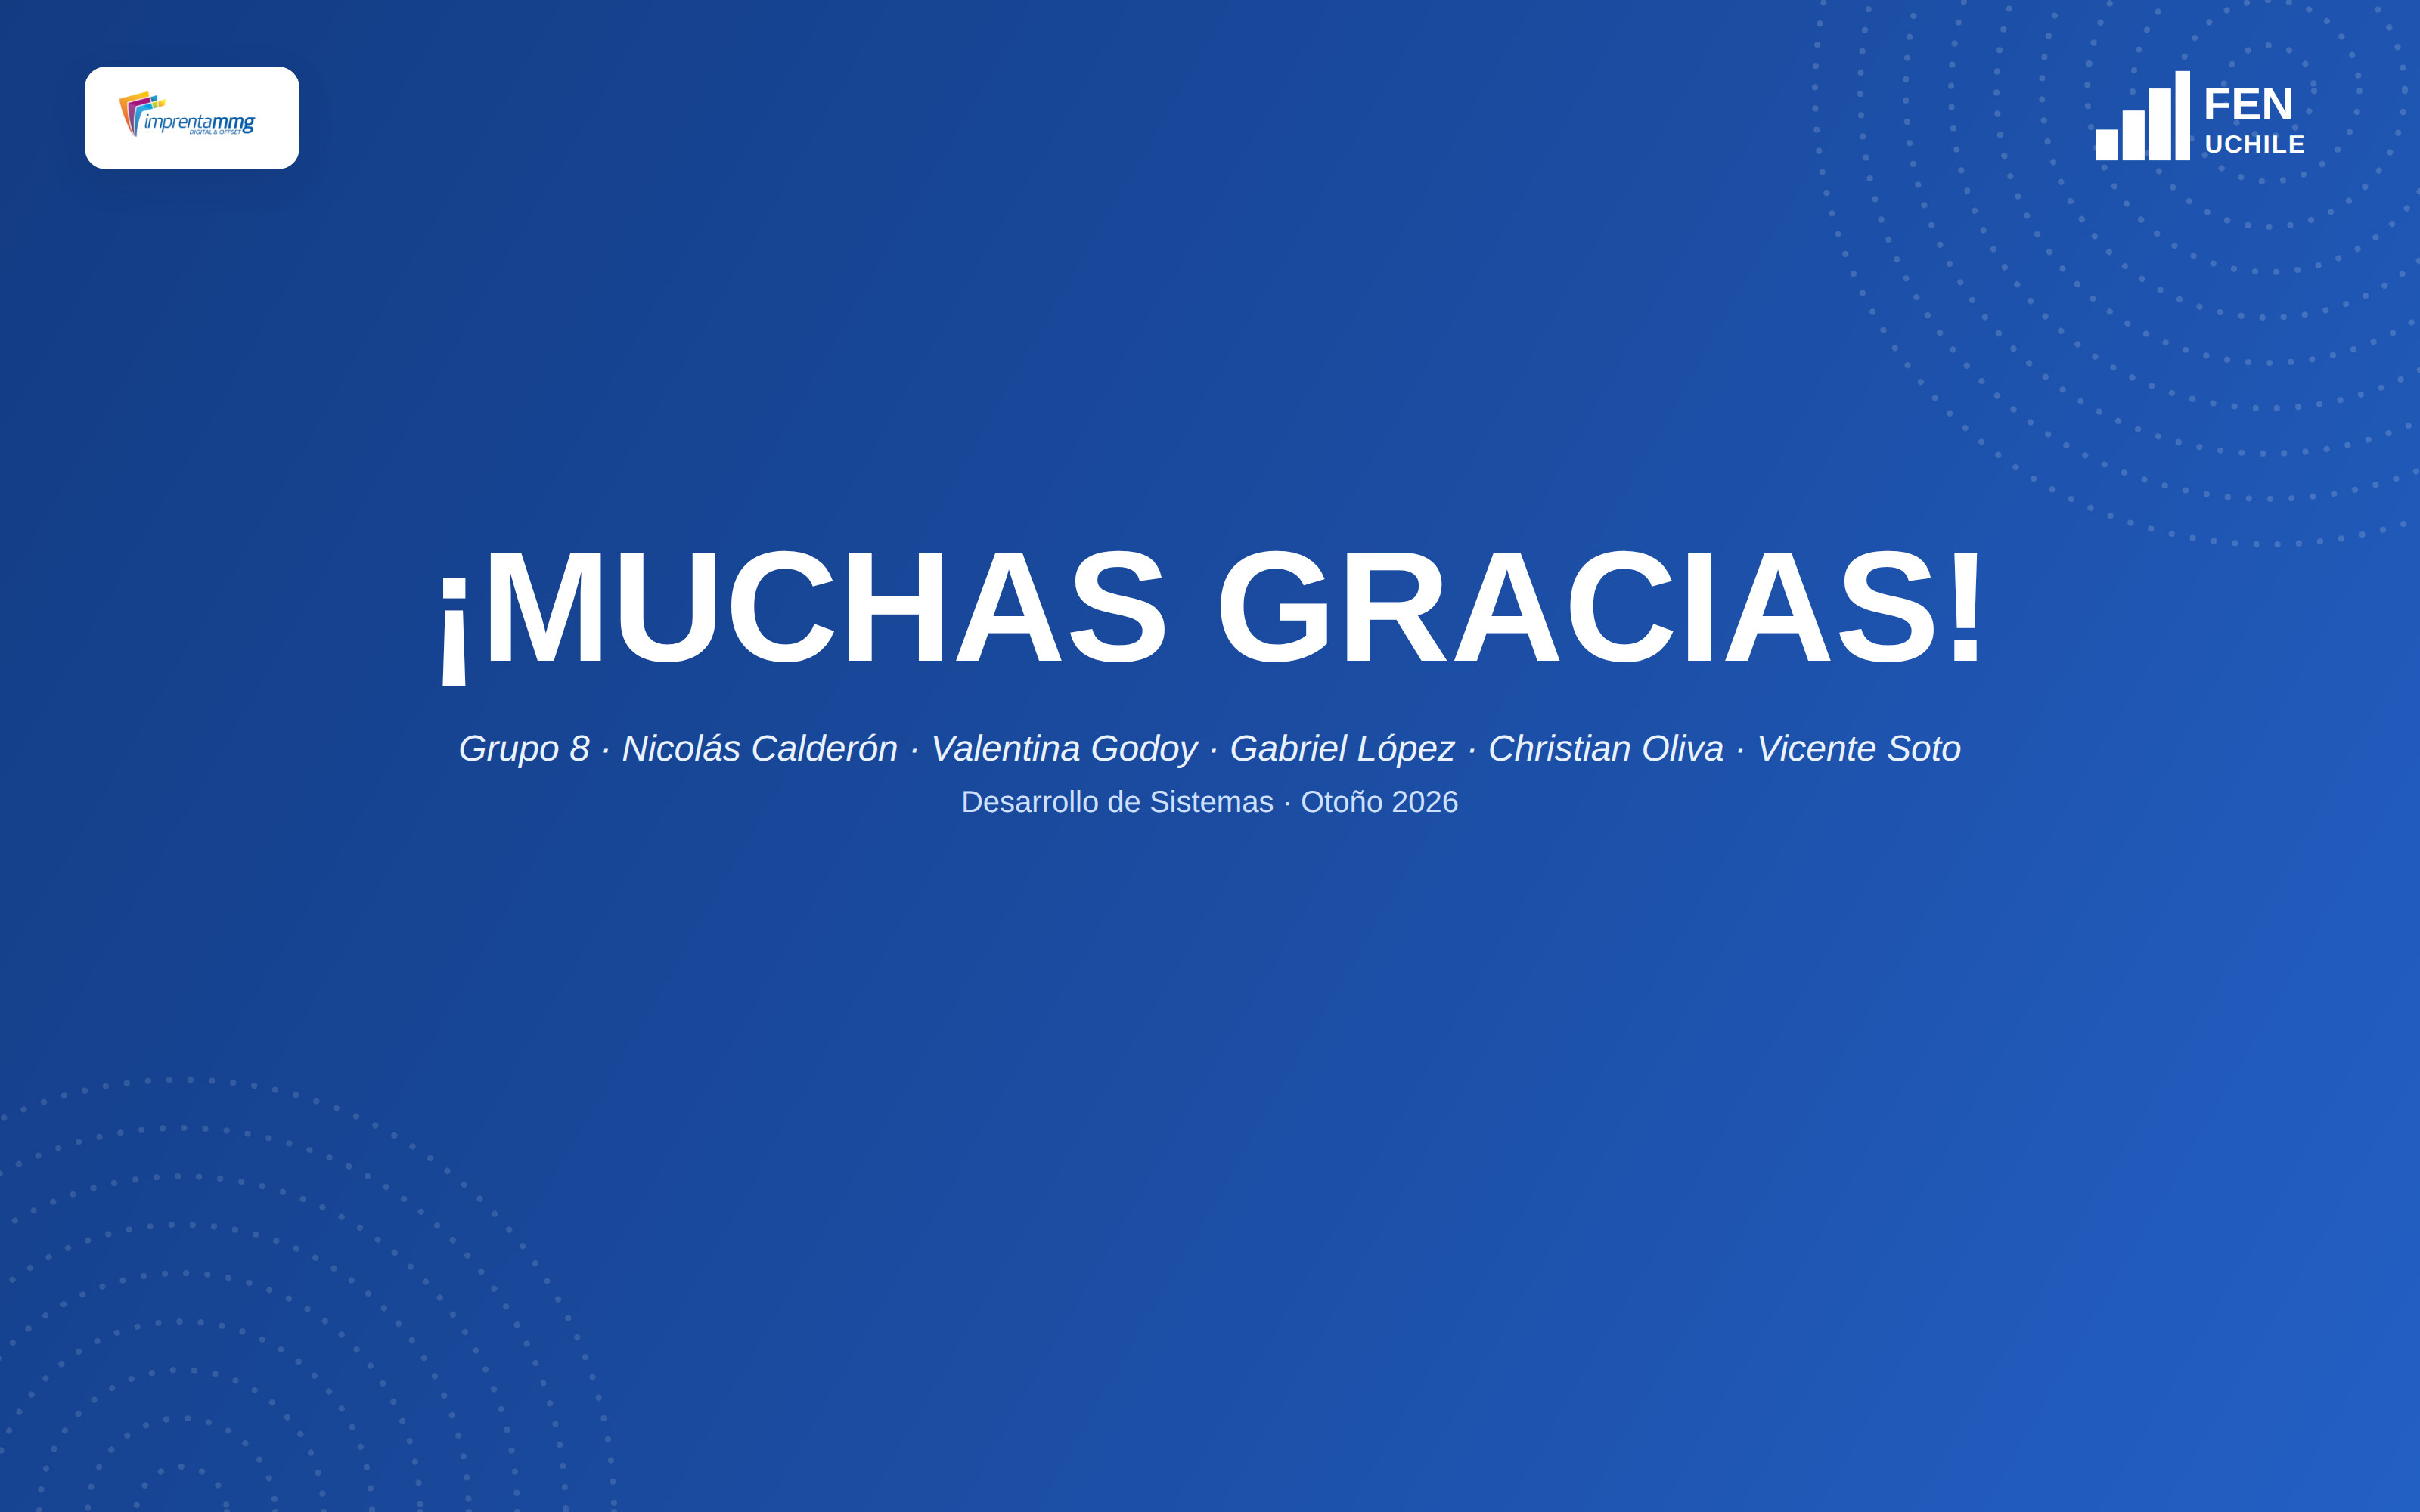 imprentammg
DIGITAL & OFFSET
FEN
UCHILE
¡MUCHAS GRACIAS!
Grupo 8 · Nicolás Calderón · Valentina Godoy · Gabriel López · Christian Oliva · Vicente Soto
Desarrollo de Sistemas · Otoño 2026